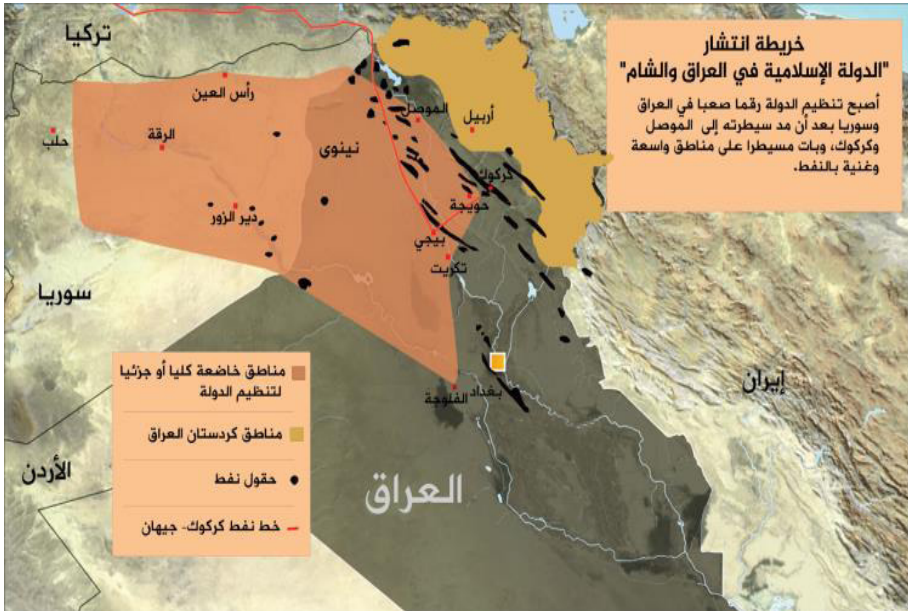 خريطة انتشار
"الدولة الإسلامية في العراق والشام"
أصبح تنظيم الدولة رقما صعبا في العراق
وسوريا بعد أن مد سيطرته إلى الموصل
وكركوك، وبات مسيطرا على مناطق واسعة
وغنية بالنفط.
تركيا
رأس العين
الموصل
أربيل
حلب
الرقة
نينوى
كركوك
حويجة
دير الزور
بيجي
تكريت
سوريا
إيران
بغداد
الفلوجة
الأردن
العراق
مناطق خاضعة كليا أو جزئيا
لتنظيم الدولة
مناطق كردستان العراق
حقول نفط
خط نفط كركوك- جيهان